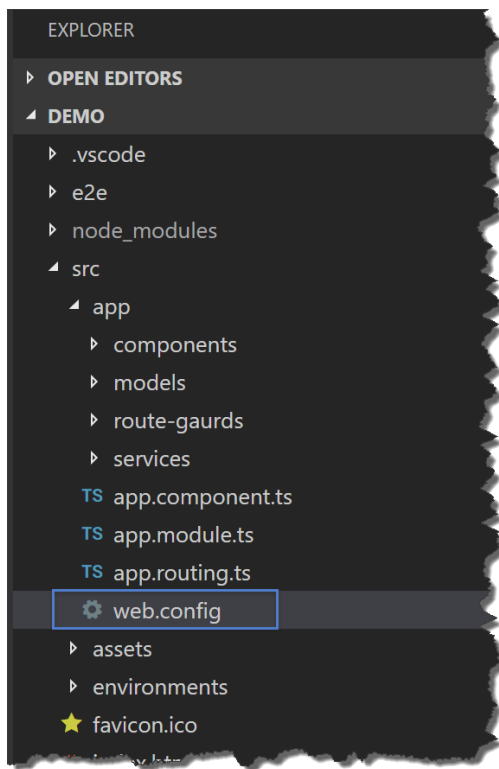 EXPLORER
OPEN EDITORS
DEMO
.vscode
e2e
node_modules
src
app
components
models
route-gaurds
services
TS app.component.ts
TS app.module.ts
TS app.routing.ts
web.config
assets
environments
favicon.ico